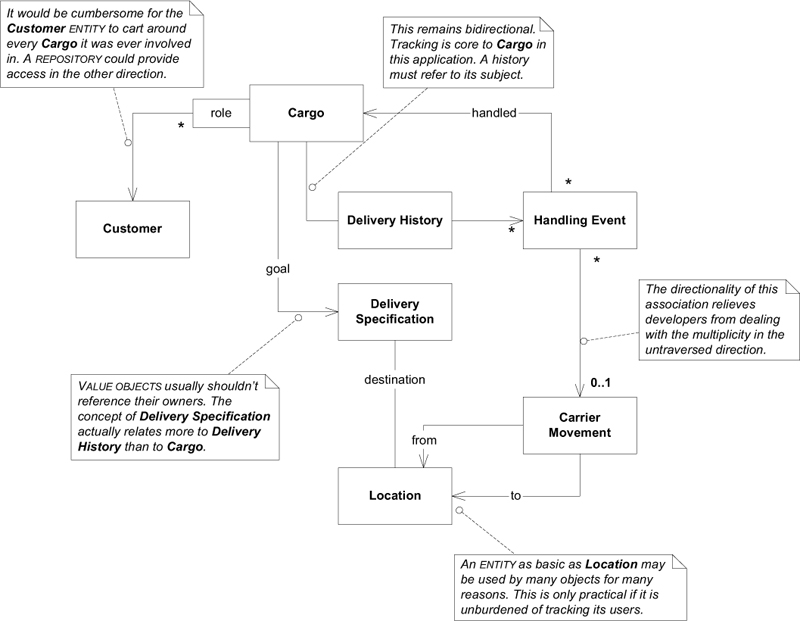 It would be cumbersome for the
Customer ENTITY to cart around
every Cargo it was ever involved
in. A REPOSITORY could provide
access in the other direction.
This remains bidirectional.
Tracking is core to Cargo in
this application. A history
must refer to its subject.
role
Cargo
handled
*
*
Customer
Delivery History
*
Handling Event
*
goal
Delivery
Specification
The directionality of this
association relieves
developers from dealing
with the multiplicity in the
untraversed direction.
destination
0..1
VALUE OBJECTS usually shouldn't
reference their owners. The
concept of Delivery Specification
actually relates more to Delivery
History than to Cargo.
Carrier
Movement
from
Location
to
An ENTITY as basic as Location may
be used by many objects for many
reasons. This is only practical if it is
unburdened of tracking its users.